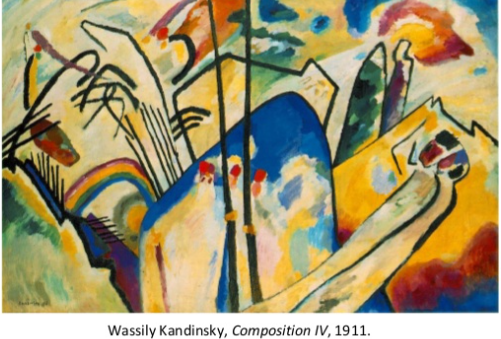 Wassily Kandinsky, Composition IV, 1911.